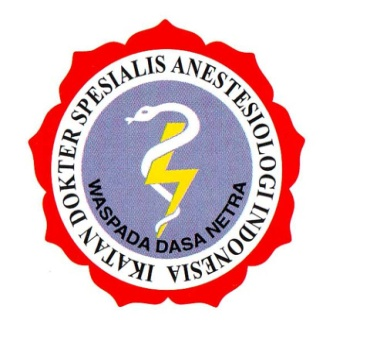 IKATAN DOKTER SPESIALIS ANESTESIOLOGI INDONESIA
WASPADA DASA NETRA